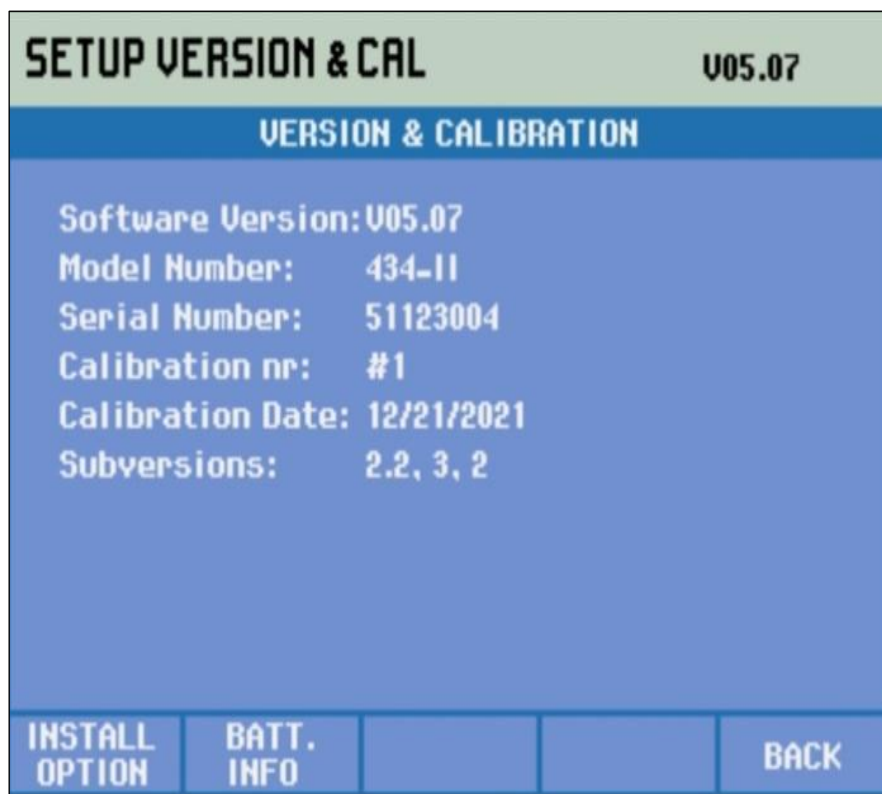 SETUP VERSION & CAL V05.07
VERSION & CALIBRATION
Software Version: V05.07
Model Number: 434-II
Serial Number: 51123004
Calibration nr: #1
Calibration Date: 12/21/2021
Subversions: 2.2, 3, 2
INSTALL OPTION
BATT. INFO
BACK